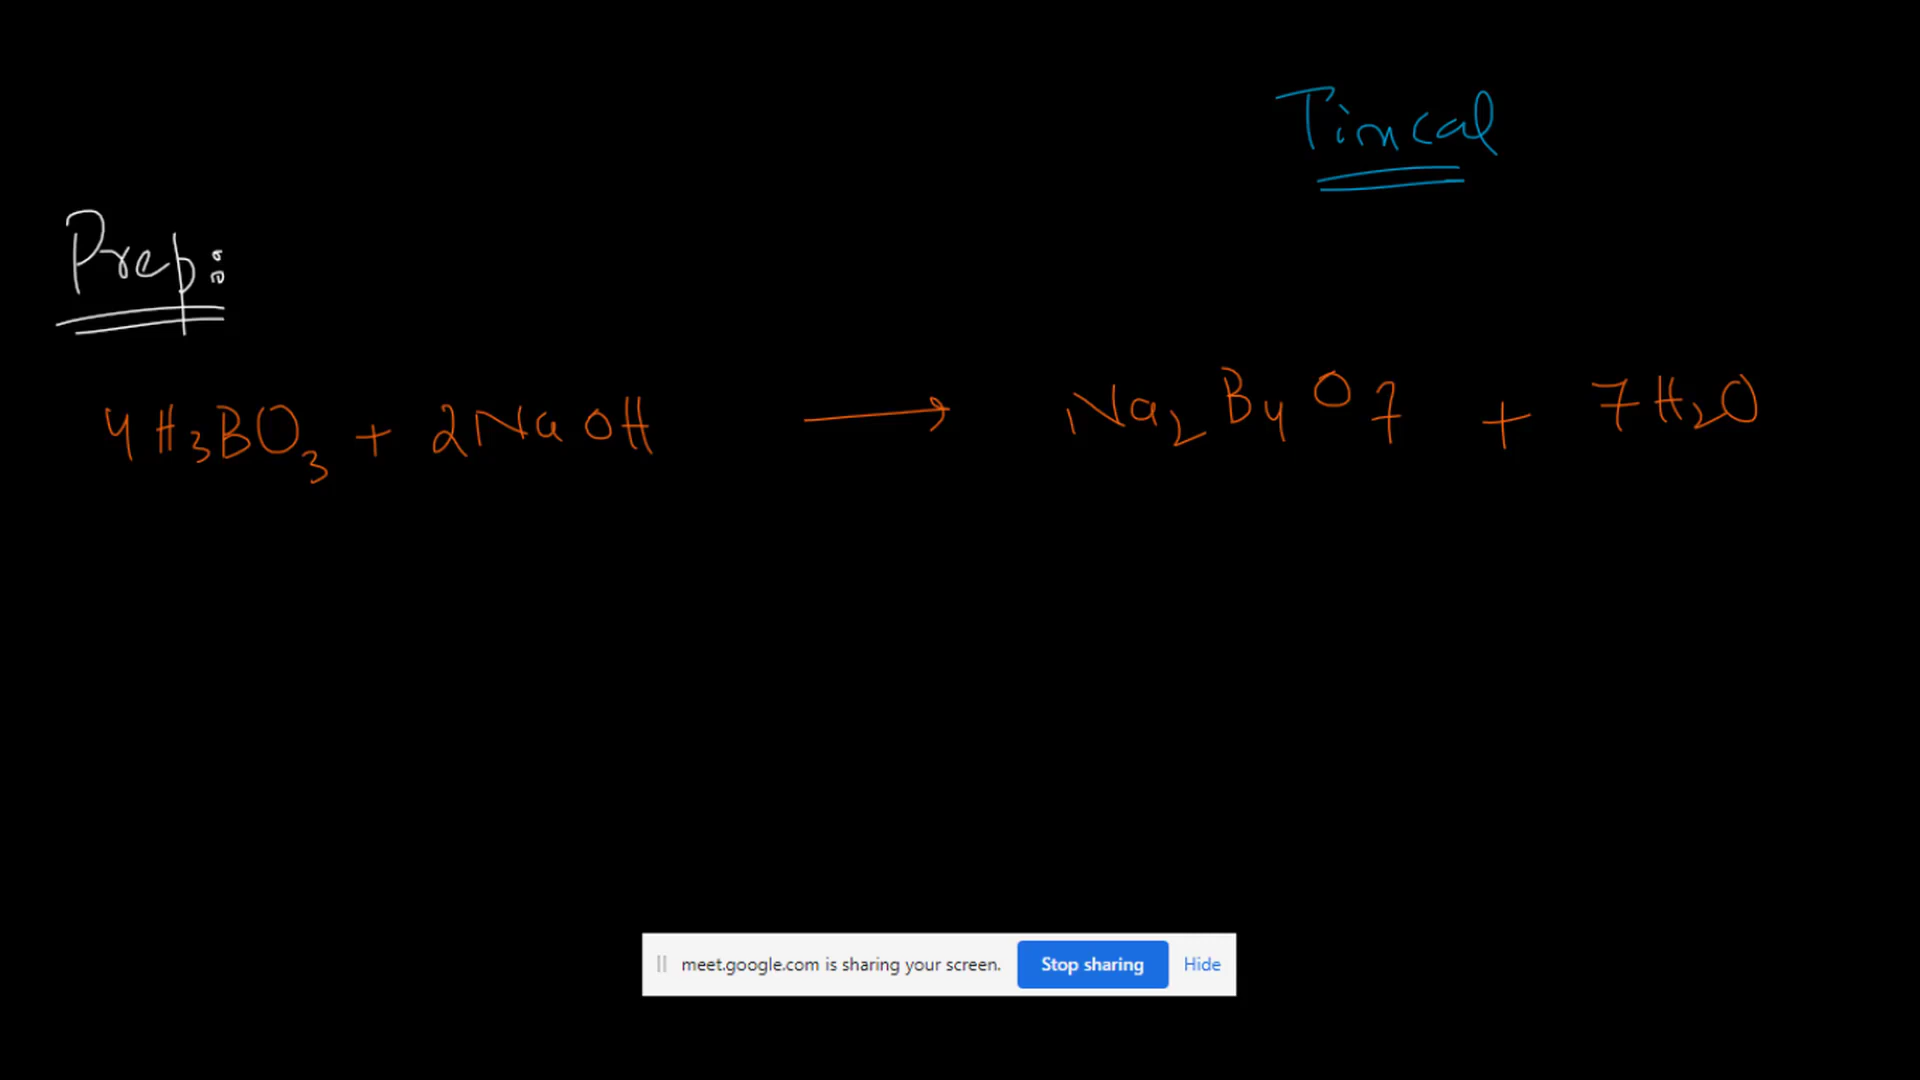 Tincal
Prep:
4H₃BO₃ + 2NaOH → Na₂B₄O₇ + 7H₂O
meet.google.com is sharing your screen. Stop sharing Hide